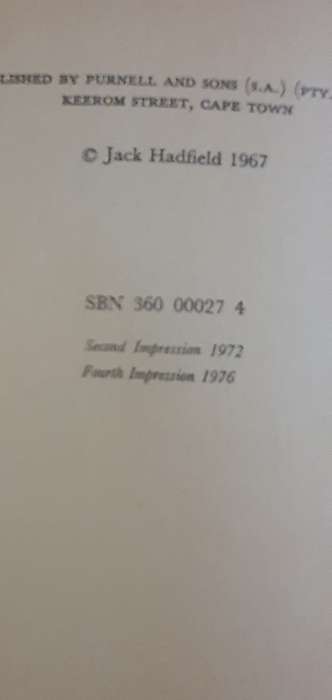 LISHED BY PURNELL AND SONS (S.A.) (PTY.
KEEROM STREET, CAPE TOWN
© Jack Hadfield 1967
SBN 360 00027 4
Second Impression 1972
Fourth Impression 1976